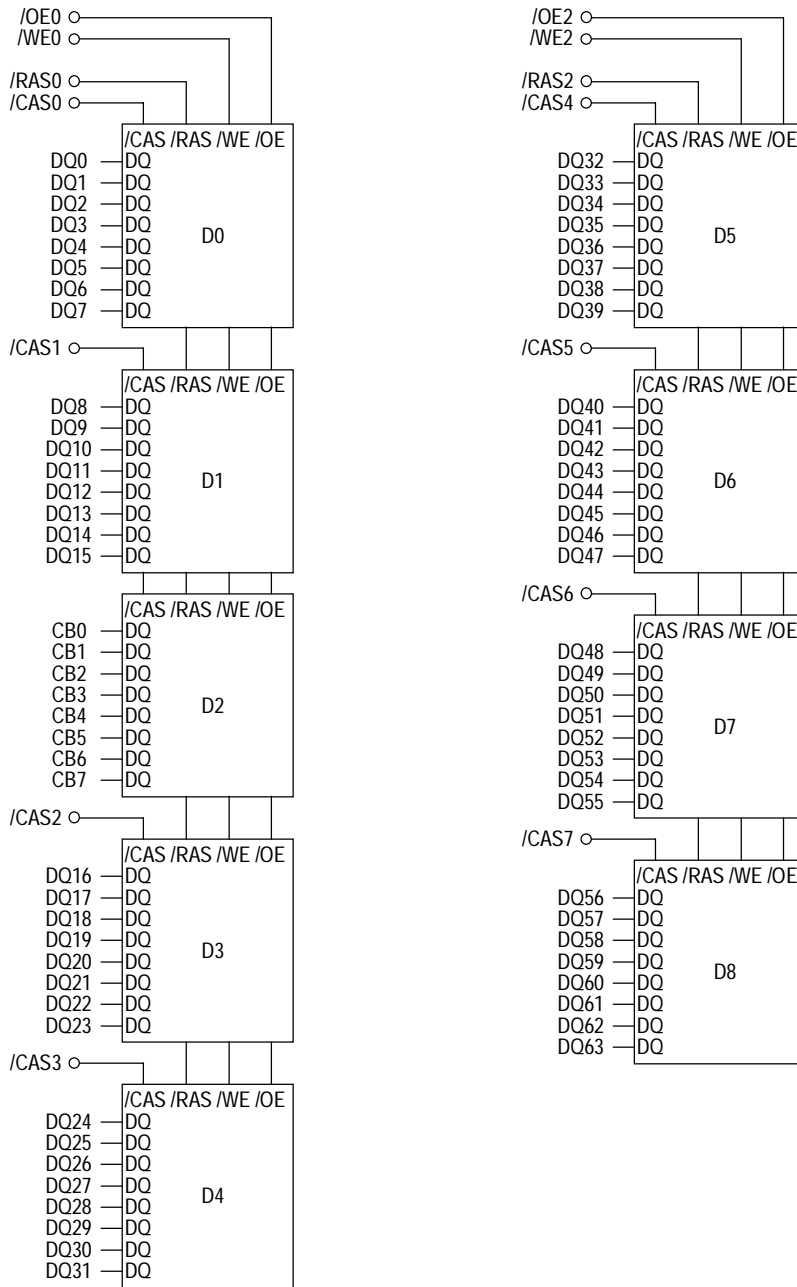 /OE0
/WE0
/RAS0
/CAS0
/CAS /RAS /WE /OE
DQ0 DQ
DQ1 DQ
DQ2 DQ
DQ3 DQ
DQ4 DQ
DQ5 DQ
DQ6 DQ
DQ7 DQ
D0
/CAS1
/CAS /RAS /WE /OE
DQ8 DQ
DQ9 DQ
DQ10 DQ
DQ11 DQ
DQ12 DQ
DQ13 DQ
DQ14 DQ
DQ15 DQ
D1
/CAS /RAS /WE /OE
CB0 DQ
CB1 DQ
CB2 DQ
CB3 DQ
CB4 DQ
CB5 DQ
CB6 DQ
CB7 DQ
D2
/CAS2
/CAS /RAS /WE /OE
DQ16 DQ
DQ17 DQ
DQ18 DQ
DQ19 DQ
DQ20 DQ
DQ21 DQ
DQ22 DQ
DQ23 DQ
D3
/CAS3
/CAS /RAS /WE /OE
DQ24 DQ
DQ25 DQ
DQ26 DQ
DQ27 DQ
DQ28 DQ
DQ29 DQ
DQ30 DQ
DQ31 DQ
D4
/OE2
/WE2
/RAS2
/CAS4
/CAS /RAS /WE /OE
DQ32 DQ
DQ33 DQ
DQ34 DQ
DQ35 DQ
DQ36 DQ
DQ37 DQ
DQ38 DQ
DQ39 DQ
D5
/CAS5
/CAS /RAS /WE /OE
DQ40 DQ
DQ41 DQ
DQ42 DQ
DQ43 DQ
DQ44 DQ
DQ45 DQ
DQ46 DQ
DQ47 DQ
D6
/CAS6
/CAS /RAS /WE /OE
DQ48 DQ
DQ49 DQ
DQ50 DQ
DQ51 DQ
DQ52 DQ
DQ53 DQ
DQ54 DQ
DQ55 DQ
D7
/CAS7
/CAS /RAS /WE /OE
DQ56 DQ
DQ57 DQ
DQ58 DQ
DQ59 DQ
DQ60 DQ
DQ61 DQ
DQ62 DQ
DQ63 DQ
D8